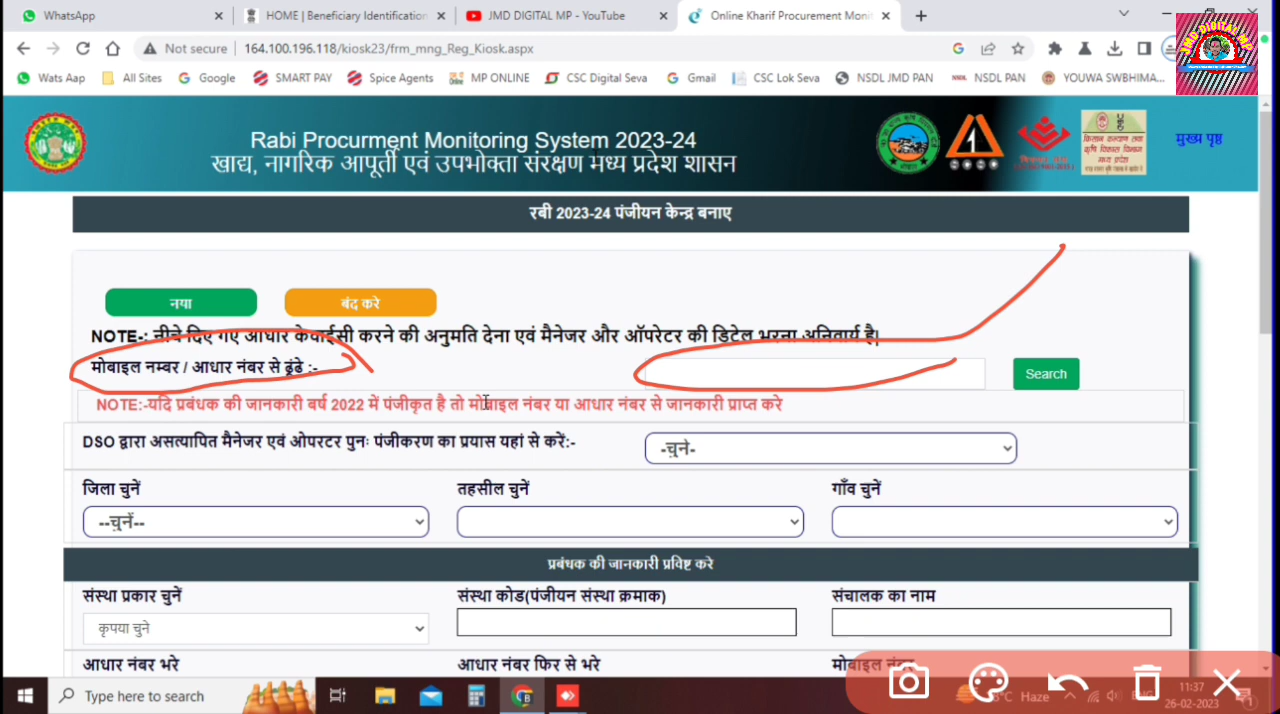 WhatsApp
HOME | Beneficiary Identification
JMD DIGITAL MP - YouTube
Online Kharif Procurement Monit
Not secure | 164.100.196.118/kiosk23/frm_mng_Reg_Kiosk.aspx
JMD DIGITAL MP
Wats Aap All Sites Google SMART PAY Spice Agents MP ONLINE CSC Digital Seva Gmail CSC Lok Seva NSDL JMD PAN NSDL PAN YOUWA SWBHIMA...
Rabi Procurment Monitoring System 2023-24
खाद्य, नागरिक आपूर्ती एवं उपभोक्ता संरक्षण मध्य प्रदेश शासन
मुख्य पृष्ठ
रबी 2023-24 पंजीयन केन्द्र बनाए
नया
बंद करे
NOTE-: नीचे दिए गए आधार केवाईसी करने की अनुमति देना एवं मैनेजर और ऑपरेटर की डिटेल भरना अनिवार्य है|
मोबाइल नम्बर / आधार नंबर से ढूंढे :-
Search
NOTE:-यदि प्रबंधक की जानकारी बर्ष 2022 में पंजीकृत है तो मोबाइल नंबर या आधार नंबर से जानकारी प्राप्त करे
DSO द्वारा असत्यापित मैनेजर एवं ओपरटर पुनः पंजीकरण का प्रयास यहां से करें:-
-चुने-
जिला चुनें तहसील चुनें गाँव चुनें
--चुनें--
प्रबंधक की जानकारी प्रविष्ट करे
संस्था प्रकार चुनें संस्था कोड(पंजीयन संस्था क्रमाक) संचालक का नाम
कृपया चुने
आधार नंबर भरे आधार नंबर फिर से भरे मोबाइल नंबर
Type here to search
Haze
11:37
26-02-2023